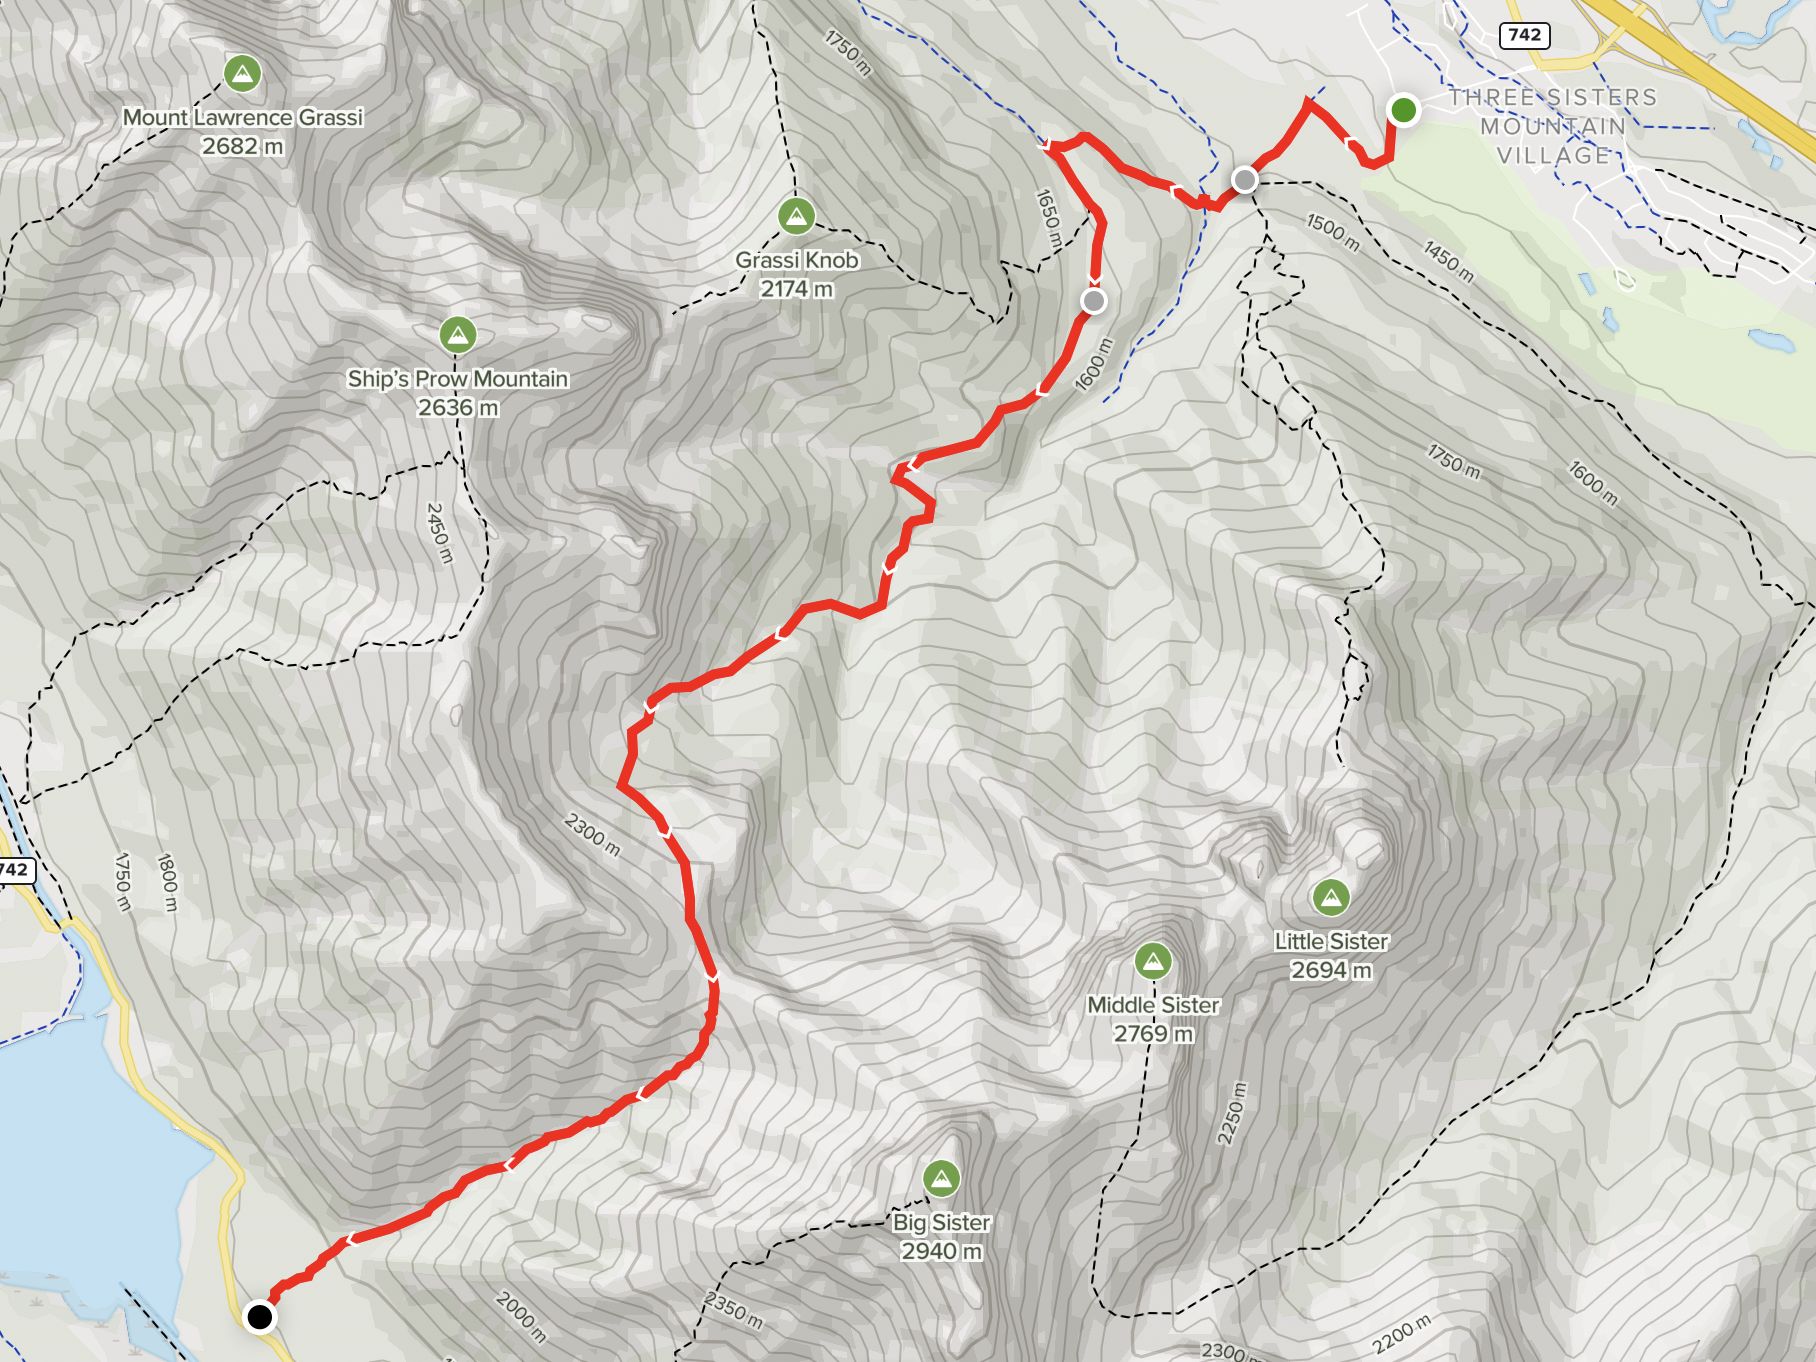 742
1750 m
THREE SISTERS
MOUNTAIN
VILLAGE
Mount Lawrence Grassi
2682 m
1650 m
1500 m
1450 m
Grassi Knob
2174 m
1600 m
Ship's Prow Mountain
2636 m
1750 m
1600 m
2450 m
2300 m
742
1750 m
1800 m
Little Sister
2694 m
Middle Sister
2769 m
2250 m
Big Sister
2940 m
2000 m
2350 m
2300 m
2200 m